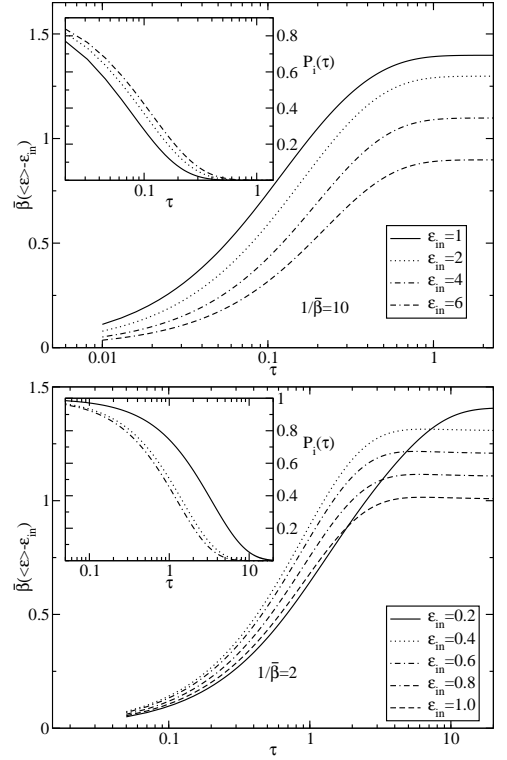 1.5
1
0.5
0
β̄(<ε>-ε_in)
0.01
0.1
1
τ
P_i(τ)
0.8
0.6
0.4
0.2
0.1
1
τ
ε_in=1
ε_in=2
ε_in=4
ε_in=6
1/β̄=10
1.5
1
0.5
0
β̄(<ε>-ε_in)
0.1
1
10
τ
P_i(τ)
1
0.8
0.6
0.4
0.2
0.1
1
10
τ
ε_in=0.2
ε_in=0.4
ε_in=0.6
ε_in=0.8
ε_in=1.0
1/β̄=2